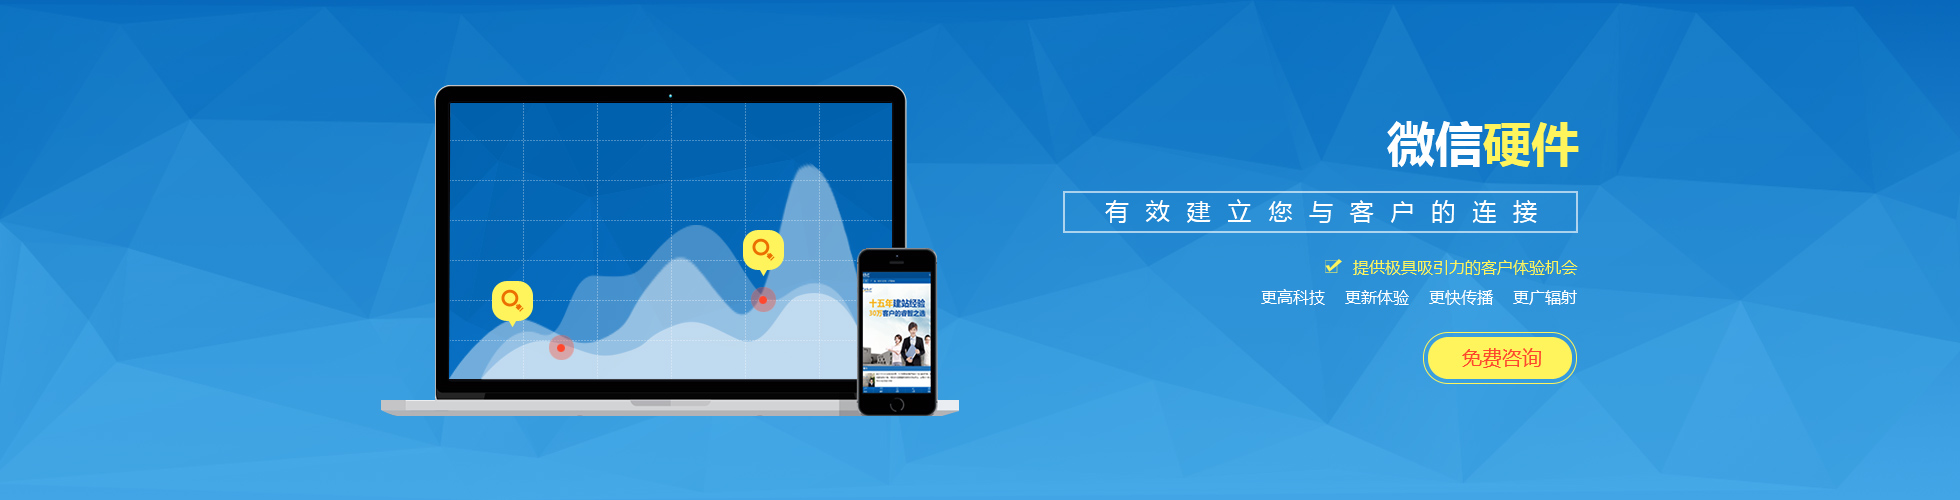 微信硬件
有效建立您与客户的连接
提供极具吸引力的客户体验机会
更高科技 更新体验 更快传播 更广辐射
免费咨询
十五年建站经验
30万客户的睿智之选